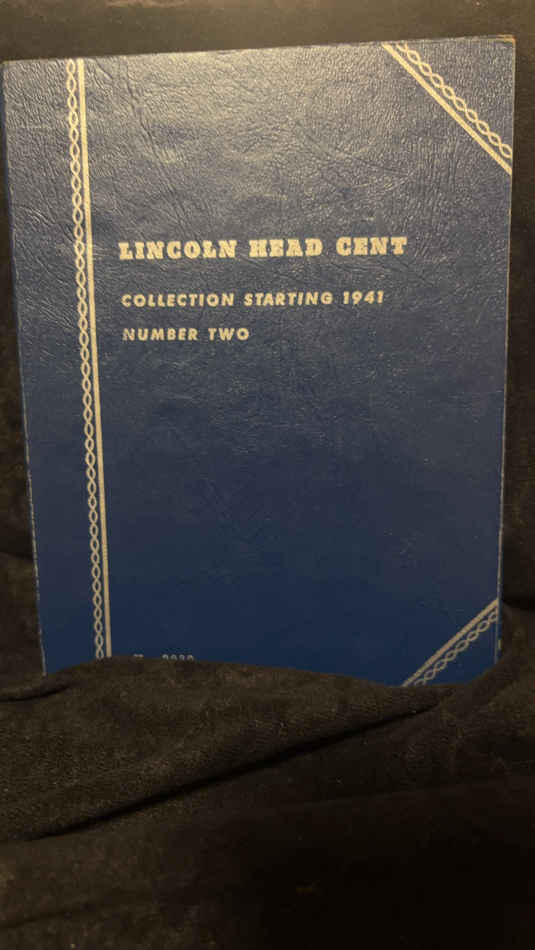 LINCOLN HEAD CENT
COLLECTION STARTING 1941
NUMBER TWO